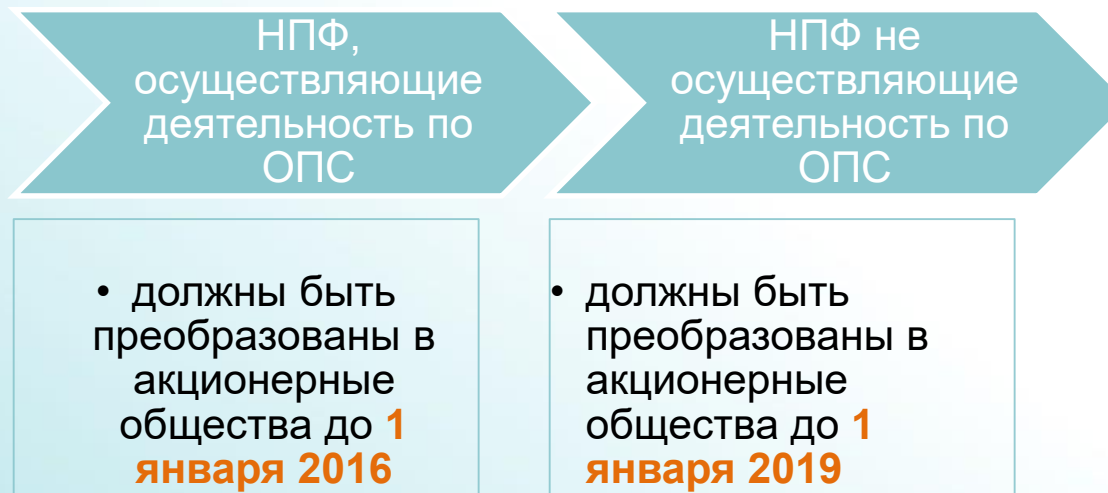 НПФ,
осуществляющие
деятельность по
ОПС
НПФ не
осуществляющие
деятельность по
ОПС
• должны быть
преобразованы в
акционерные
общества до 1
января 2016
• должны быть
преобразованы в
акционерные
общества до 1
января 2019